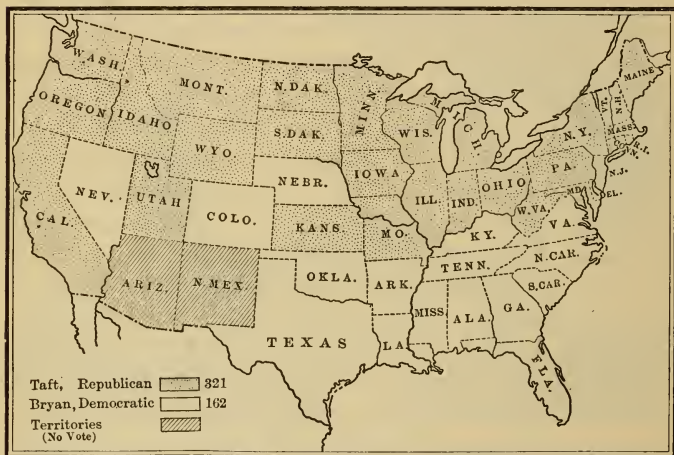 WASH.
MONT.
N. DAK.
MINN.
MAINE
OREGON
IDAHO
S. DAK.
WIS.
MICH.
VT.
N.H.
MASS.
R.I.
N.Y.
WYO.
IOWA
PA.
N.J.
NEBR.
NEV.
UTAH
COLO.
ILL.
IND.
OHIO
MD.
DEL.
W. VA.
CAL.
KANS.
MO.
KY.
VA.
OKLA.
TENN.
N. CAR.
ARIZ.
N. MEX.
ARK.
S. CAR.
MISS.
ALA.
GA.
TEXAS
LA.
FLA.
Taft, Republican 321
Bryan, Democratic 162
Territories
(No Vote)